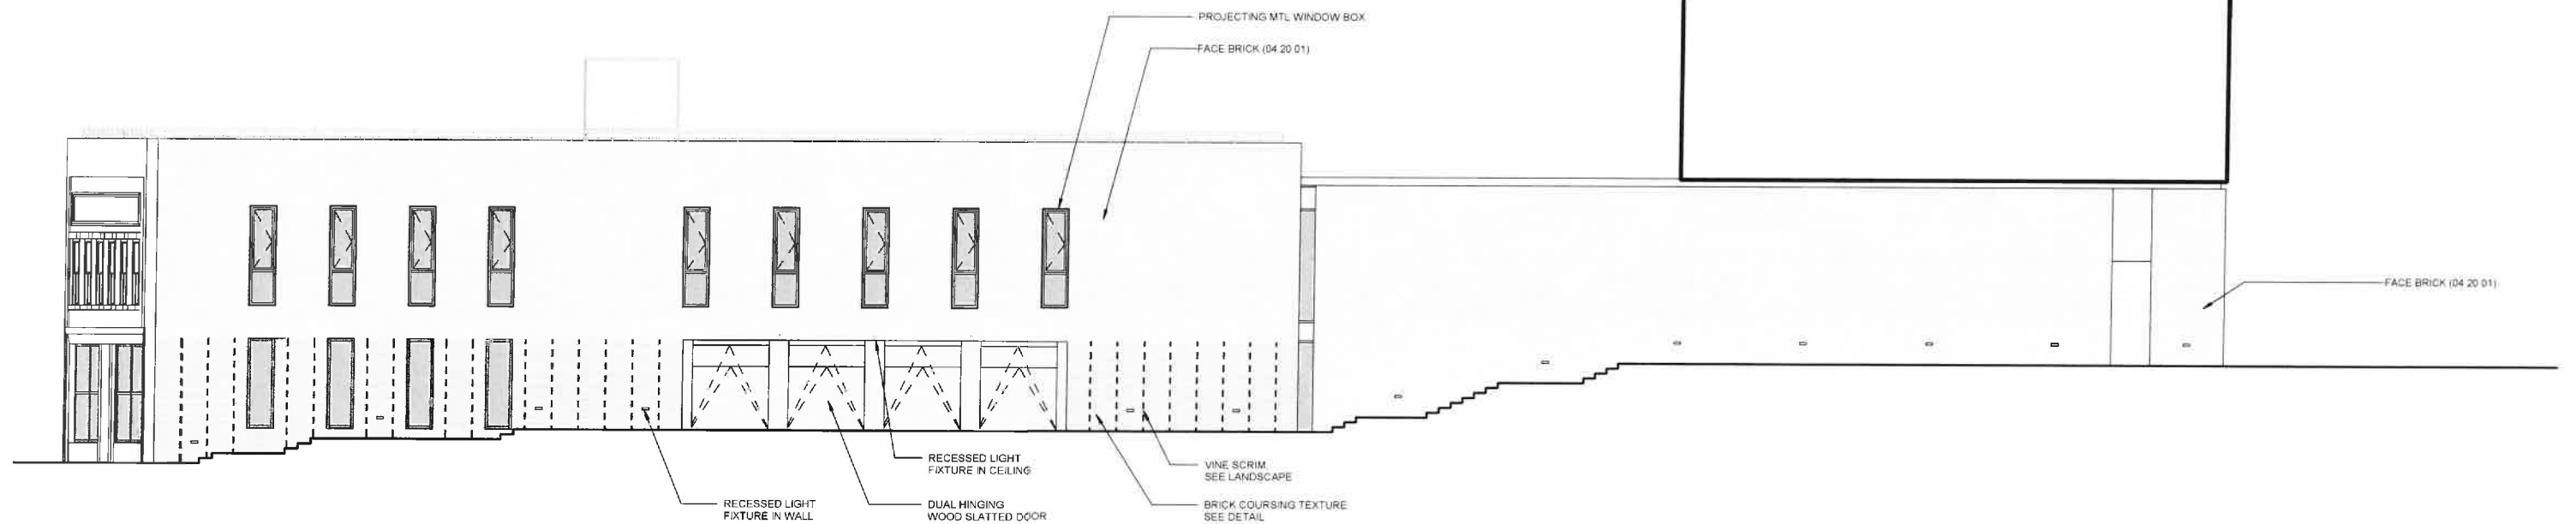 PROJECTING MTL WINDOW BOX
FACE BRICK (04 20 01)
FACE BRICK (04 20 01)
RECESSED LIGHT
FIXTURE IN CEILING
VINE SCRIM
SEE LANDSCAPE
RECESSED LIGHT
FIXTURE IN WALL
DUAL HINGING
WOOD SLATTED DOOR
BRICK COURSING TEXTURE
SEE DETAIL